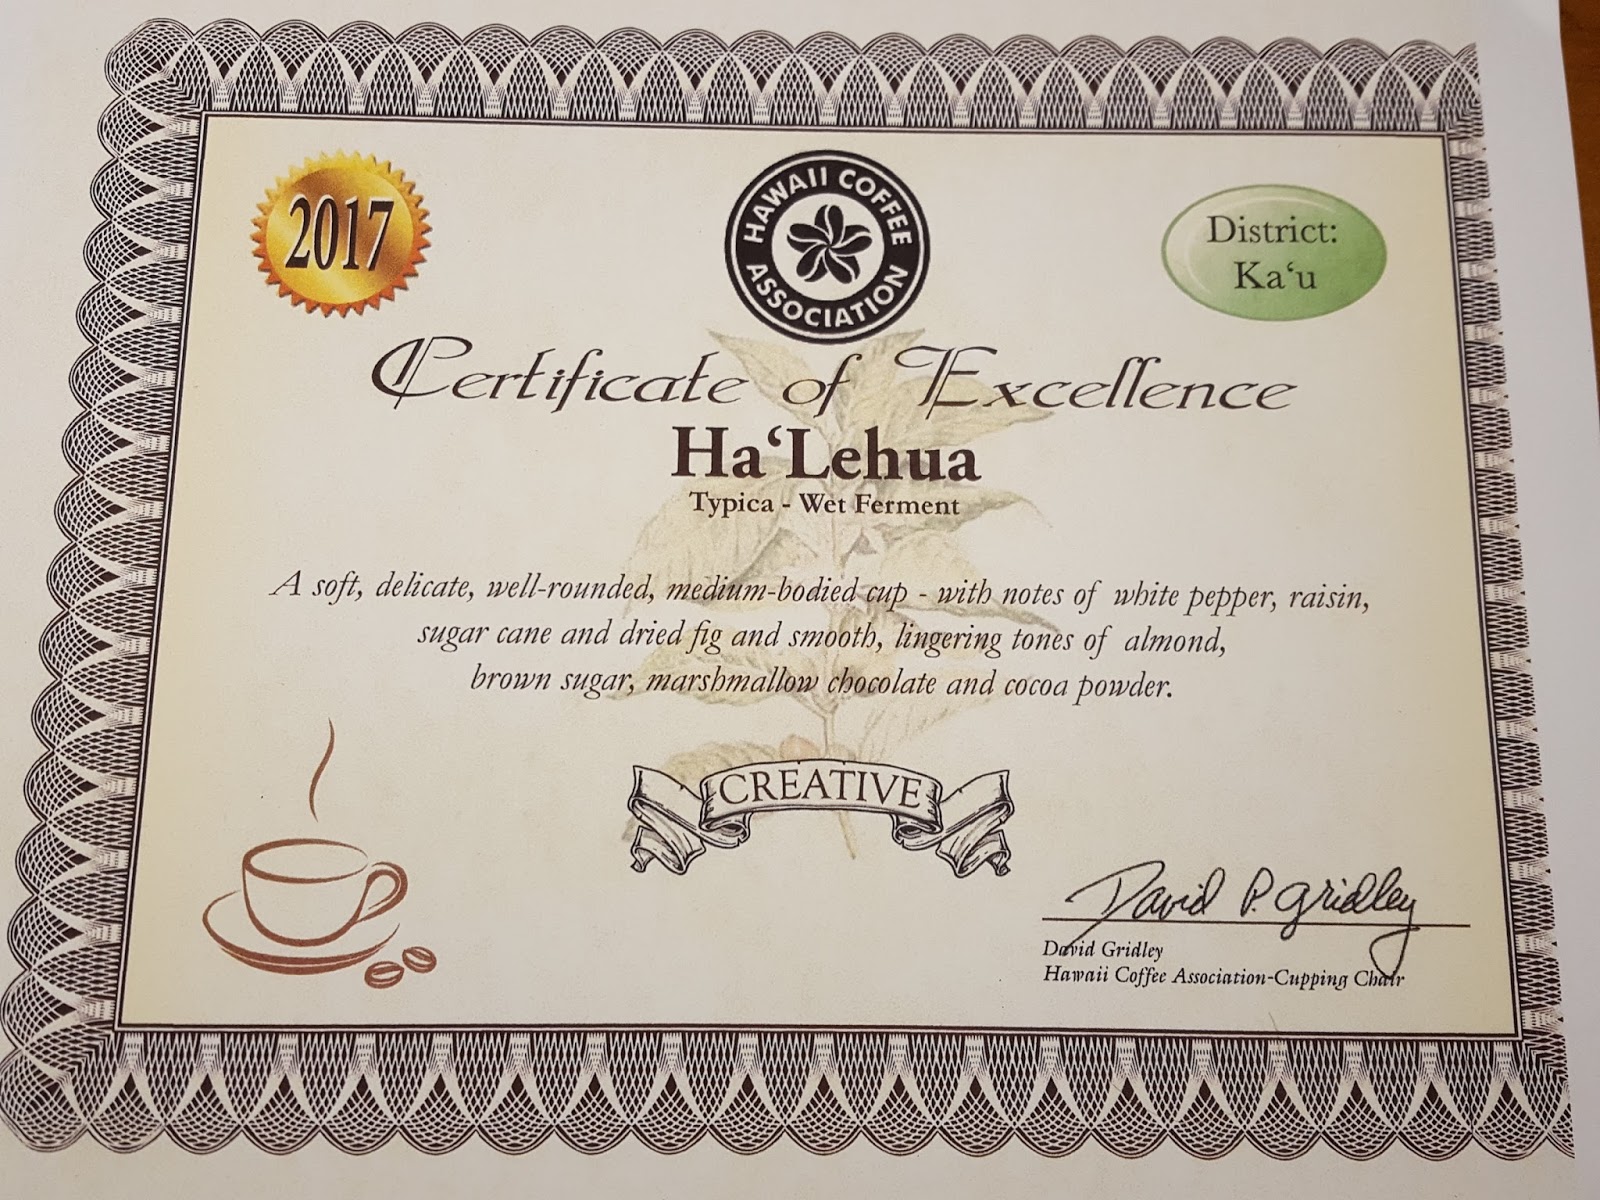 2017
HAWAII COFFEE
ASSOCIATION
District:
Ka‘u
Certificate of Excellence
Ha‘Lehua
Typica - Wet Ferment
A soft, delicate, well-rounded, medium-bodied cup - with notes of white pepper, raisin,
sugar cane and dried fig and smooth, lingering tones of almond,
brown sugar, marshmallow chocolate and cocoa powder.
CREATIVE
David P. Gridley
David Gridley
Hawaii Coffee Association-Cupping Chair